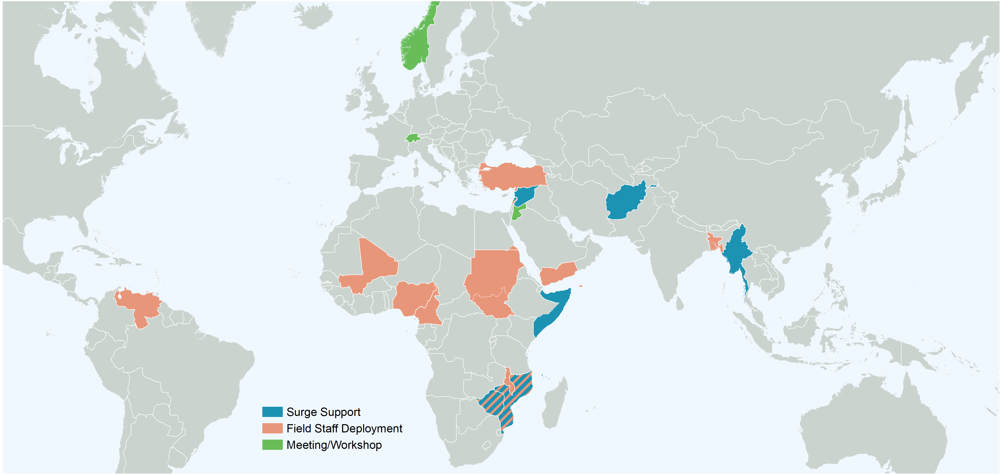 Surge Support
Field Staff Deployment
Meeting/Workshop